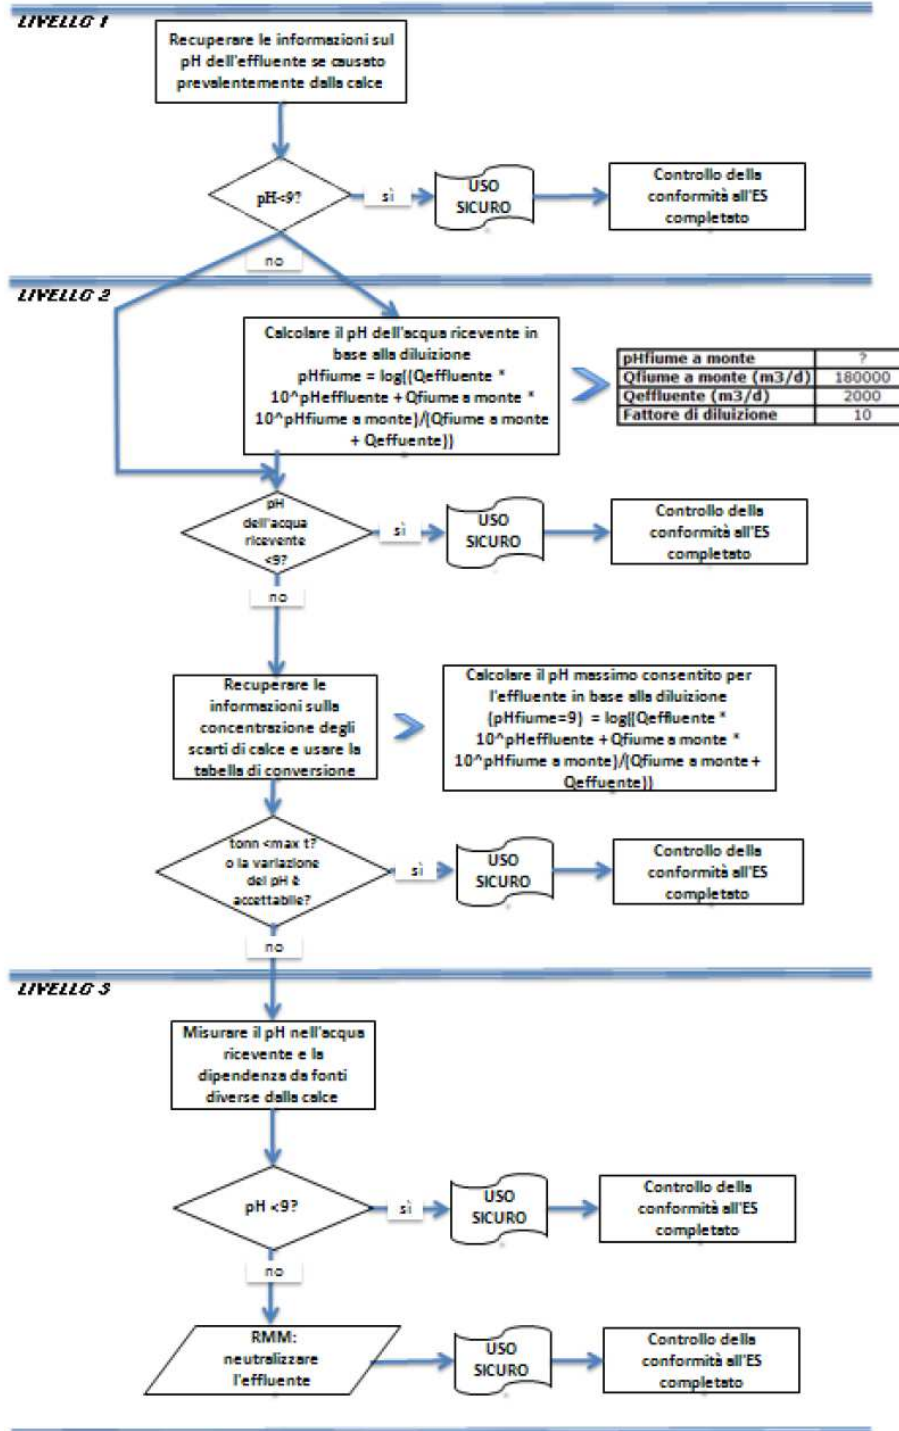 LIVELLO 1
Recuperare le informazioni sul
pH dell'effluente se causato
prevalentemente dalla calce
pH<9?
sì
USO
SICURO
Controllo della
conformità all'ES
completato
no
LIVELLO 2
Calcolare il pH dell'acqua ricevente in
base alla diluizione
pHfiume = log((Qeffluente *
10^pHeffluente + Qfiume a monte *
10^pHfiume a monte)/(Qfiume a monte
+ Qeffuente))
pHfiume a monte ?
Qfiume a monte (m3/d) 180000
Qeffluente (m3/d) 2000
Fattore di diluizione 10
pH
dell'acqua
ricevente
<9?
sì
USO
SICURO
Controllo della
conformità all'ES
completato
no
Recuperare le
informazioni sulla
concentrazione degli
scarti di calce e usare la
tabella di conversione
Calcolare il pH massimo consentito per
l'effluente in base alla diluizione
(pHfiume=9) = log((Qeffluente *
10^pHeffluente + Qfiume a monte *
10^pHfiume a monte)/(Qfiume a monte +
Qeffuente))
tonn <max t?
o la variazione
del pH è
accettabile?
sì
USO
SICURO
Controllo della
conformità all'ES
completato
no
LIVELLO 3
Misurare il pH nell'acqua
ricevente e la
dipendenza da fonti
diverse dalla calce
pH <9?
sì
USO
SICURO
Controllo della
conformità all'ES
completato
no
RMM:
neutralizzare
l'effluente
USO
SICURO
Controllo della
conformità all'ES
completato